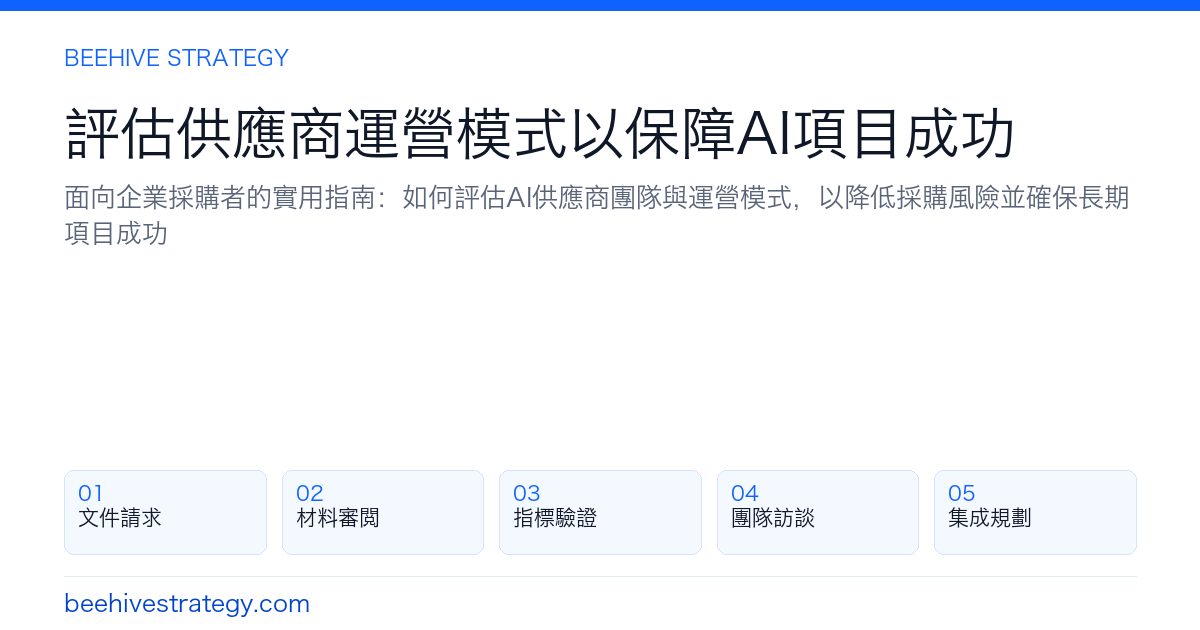 BEEHIVE STRATEGY
評估供應商運營模式以保障AI項目成功
面向企業採購者的實用指南：如何評估AI供應商團隊與運營模式，以降低採購風險並確保長期
項目成功
01
文件請求
02
材料審閱
03
指標驗證
04
團隊訪談
05
集成規劃
beehivestrategy.com